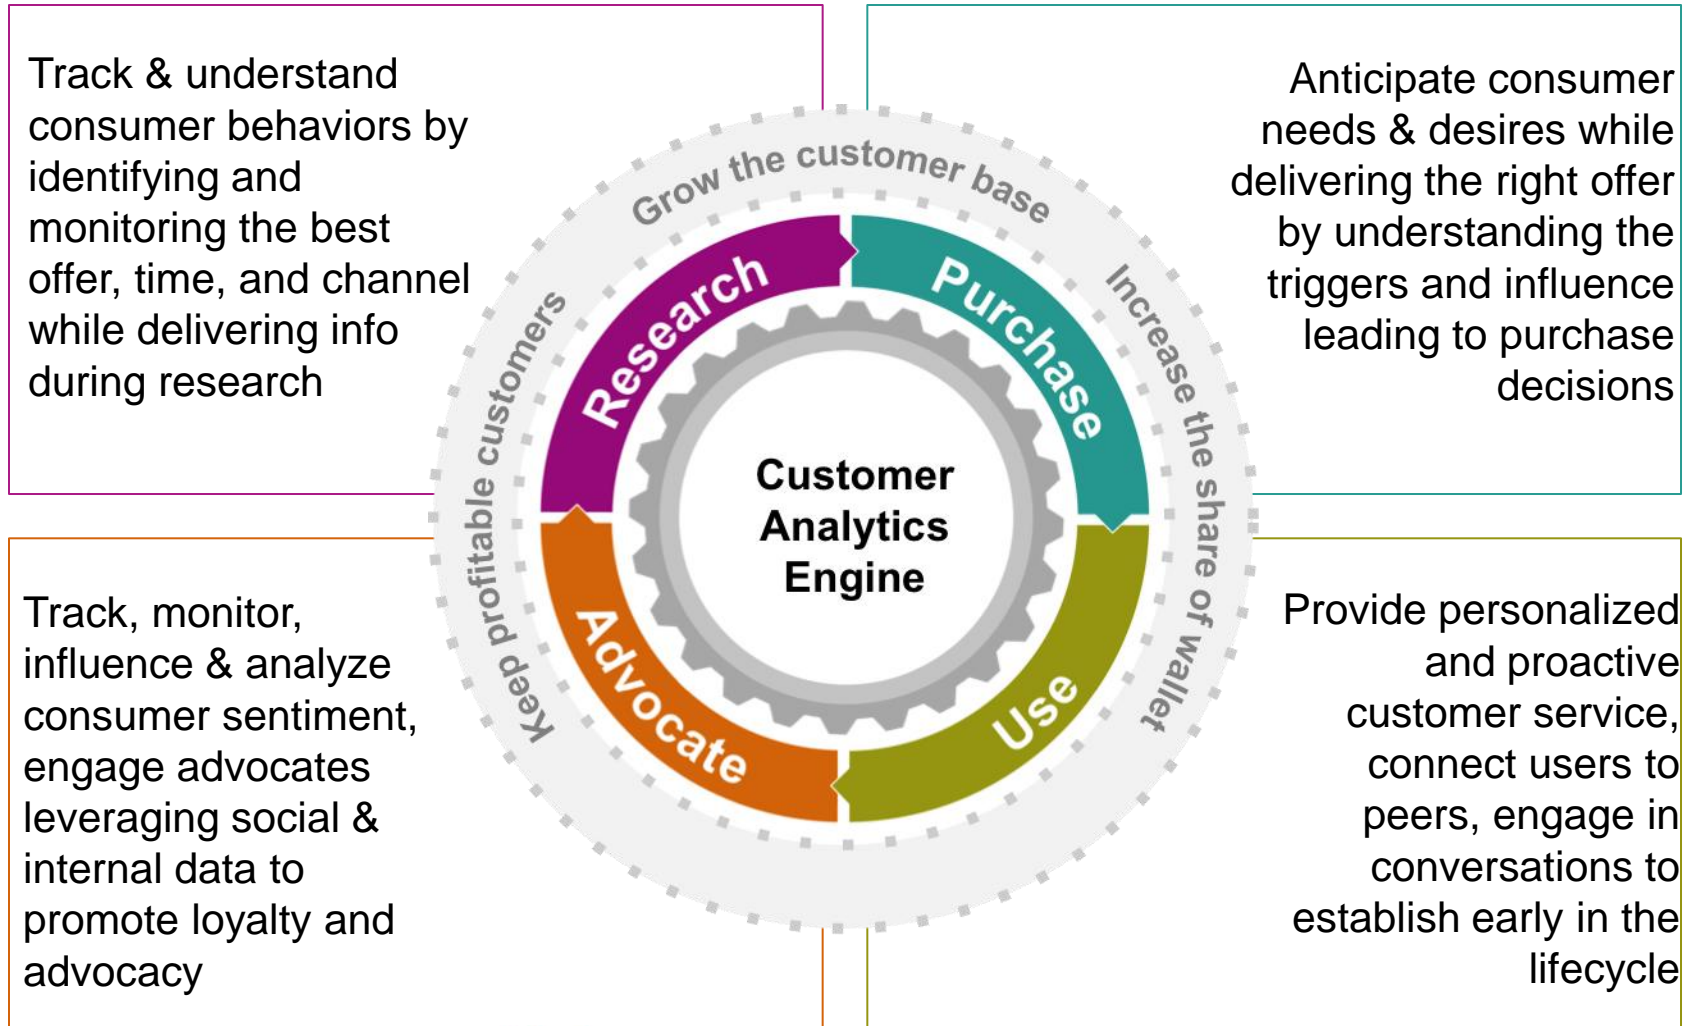 Track & understand
consumer behaviors by
identifying and
monitoring the best
offer, time, and channel
while delivering info
during research
Anticipate consumer
needs & desires while
delivering the right offer
by understanding the
triggers and influence
leading to purchase
decisions
Grow the customer base
Increase the share of wallet
Keep profitable customers
Research
Purchase
Use
Advocate
Customer
Analytics
Engine
Track, monitor,
influence & analyze
consumer sentiment,
engage advocates
leveraging social &
internal data to
promote loyalty and
advocacy
Provide personalized
and proactive
customer service,
connect users to
peers, engage in
conversations to
establish early in the
lifecycle